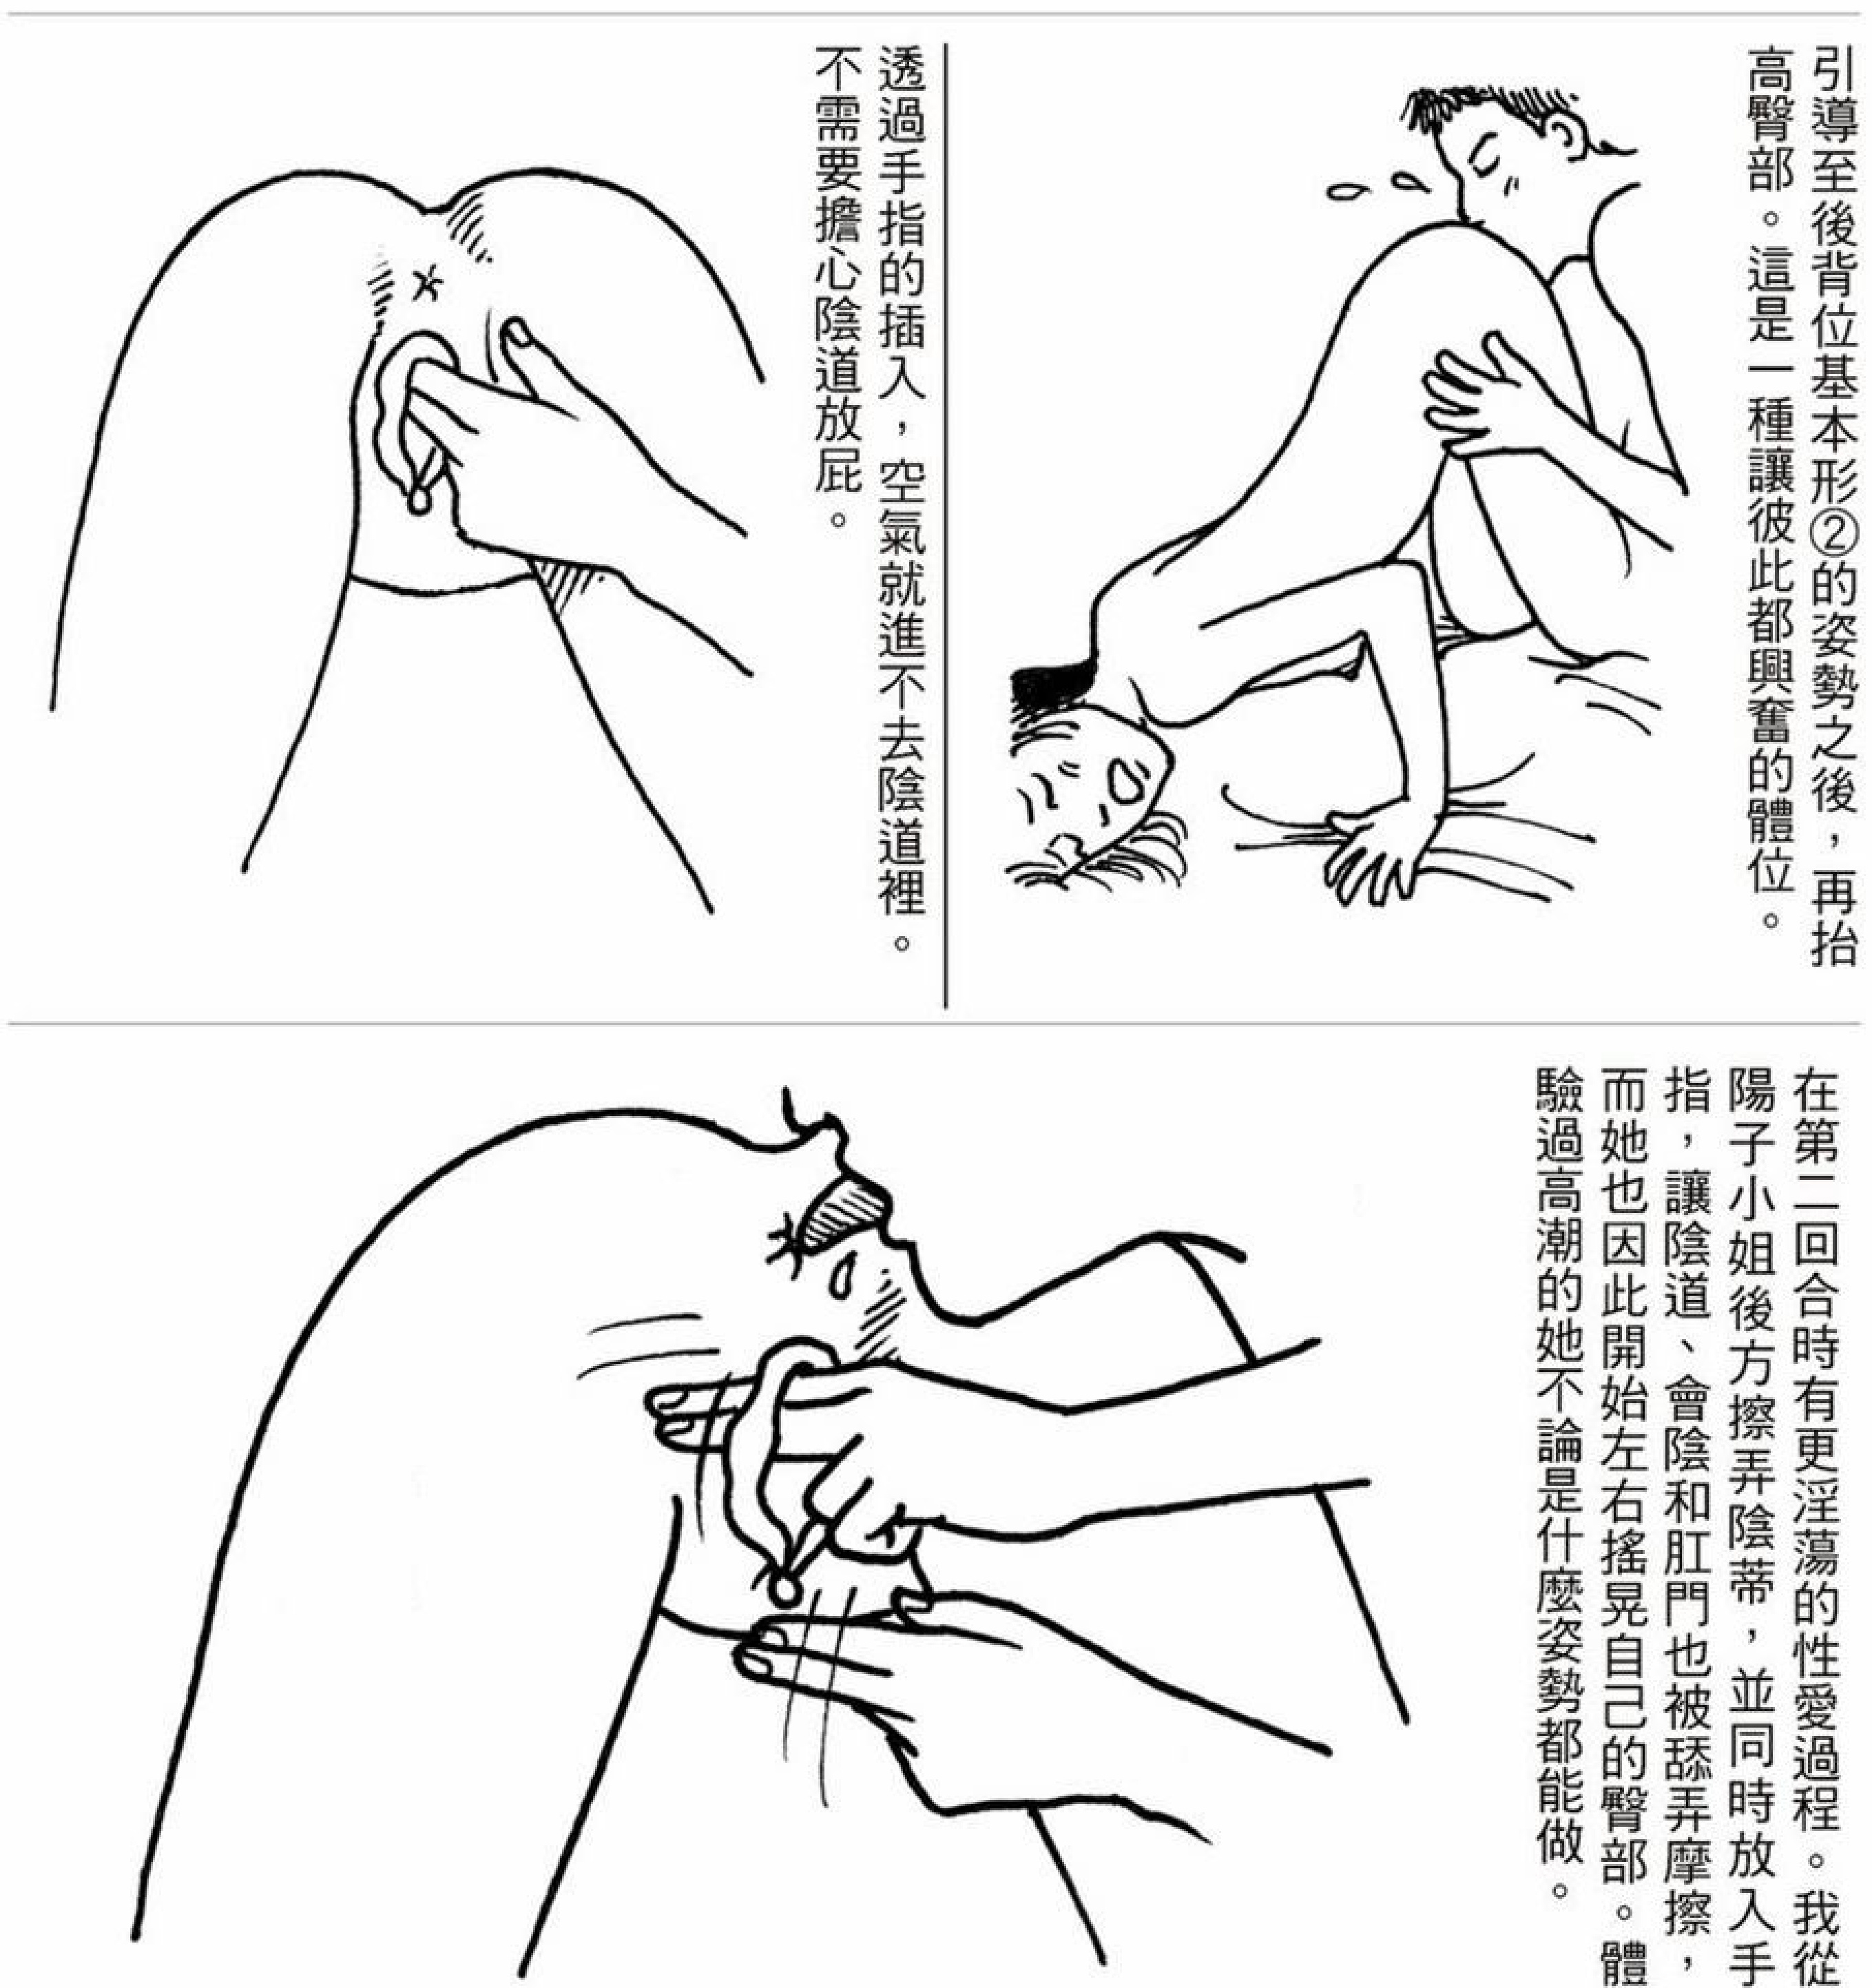 引導至後背位基本形②的姿勢之後，再抬
高臀部。這是一種讓彼此都興奮的體位。
透過手指的插入，空氣就進不去陰道裡。
不需要擔心陰道放屁。
在第二回合時有更淫蕩的性愛過程。我從
陽子小姐後方擦弄陰蒂，並同時放入手
指，讓陰道、會陰和肛門也被舔弄摩擦，
而她也因此開始左右搖晃自己的臀部。體
驗過高潮的她不論是什麼姿勢都能做。